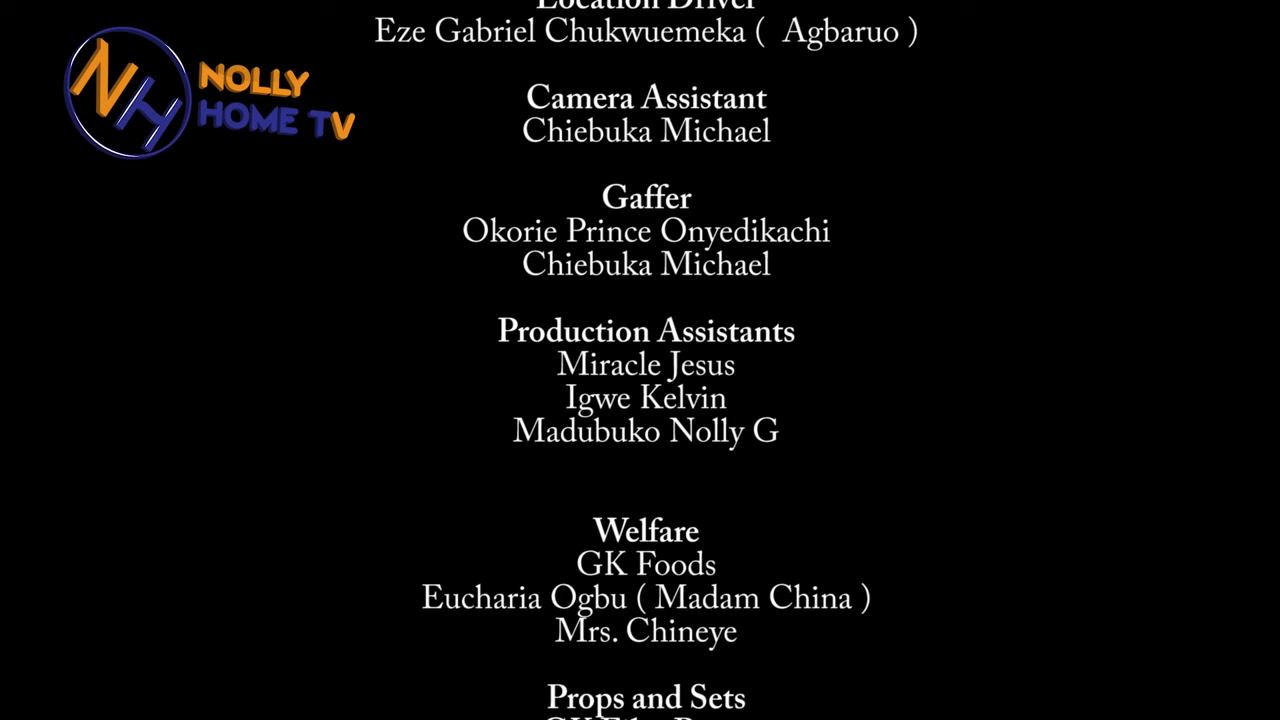 Location Driver
Eze Gabriel Chukwuemeka ( Agbaruo )
NH
NOLLY
HOME TV
Camera Assistant
Chiebuka Michael
Gaffer
Okorie Prince Onyedikachi
Chiebuka Michael
Production Assistants
Miracle Jesus
Igwe Kelvin
Madubuko Nolly G
Welfare
GK Foods
Eucharia Ogbu ( Madam China )
Mrs. Chineye
Props and Sets